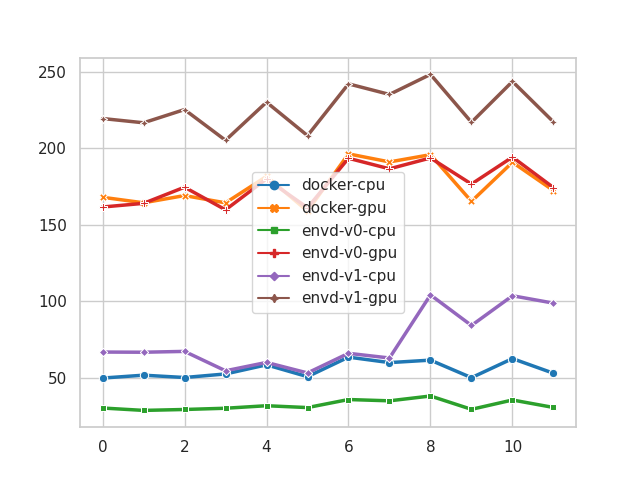 250
200
150
100
50
docker-cpu
docker-gpu
envd-v0-cpu
envd-v0-gpu
envd-v1-cpu
envd-v1-gpu
0 2 4 6 8 10